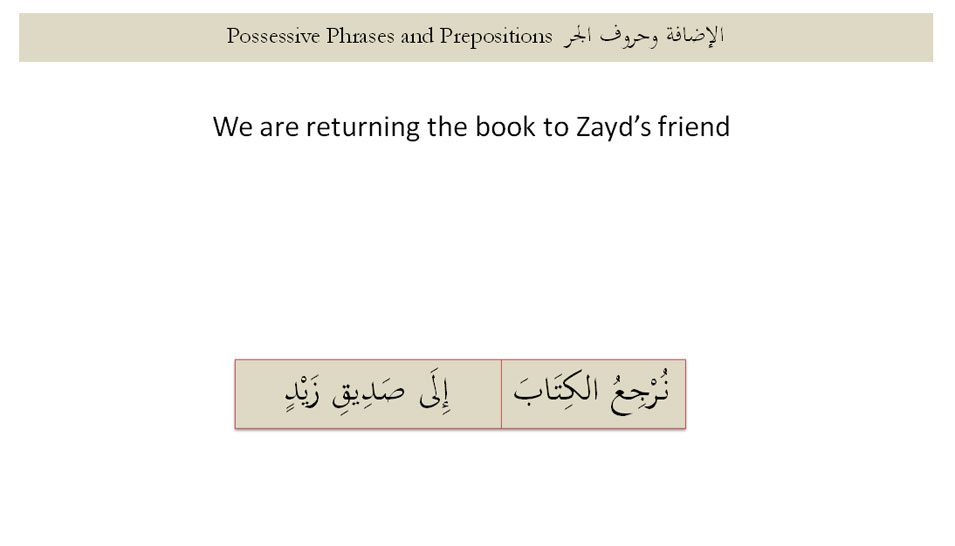 Possessive Phrases and Prepositions الإضافة وحروف الجر
We are returning the book to Zayd’s friend
نُرْجِعُ الكِتَابَ إِلَى صَدِيقِ زَيْدٍ